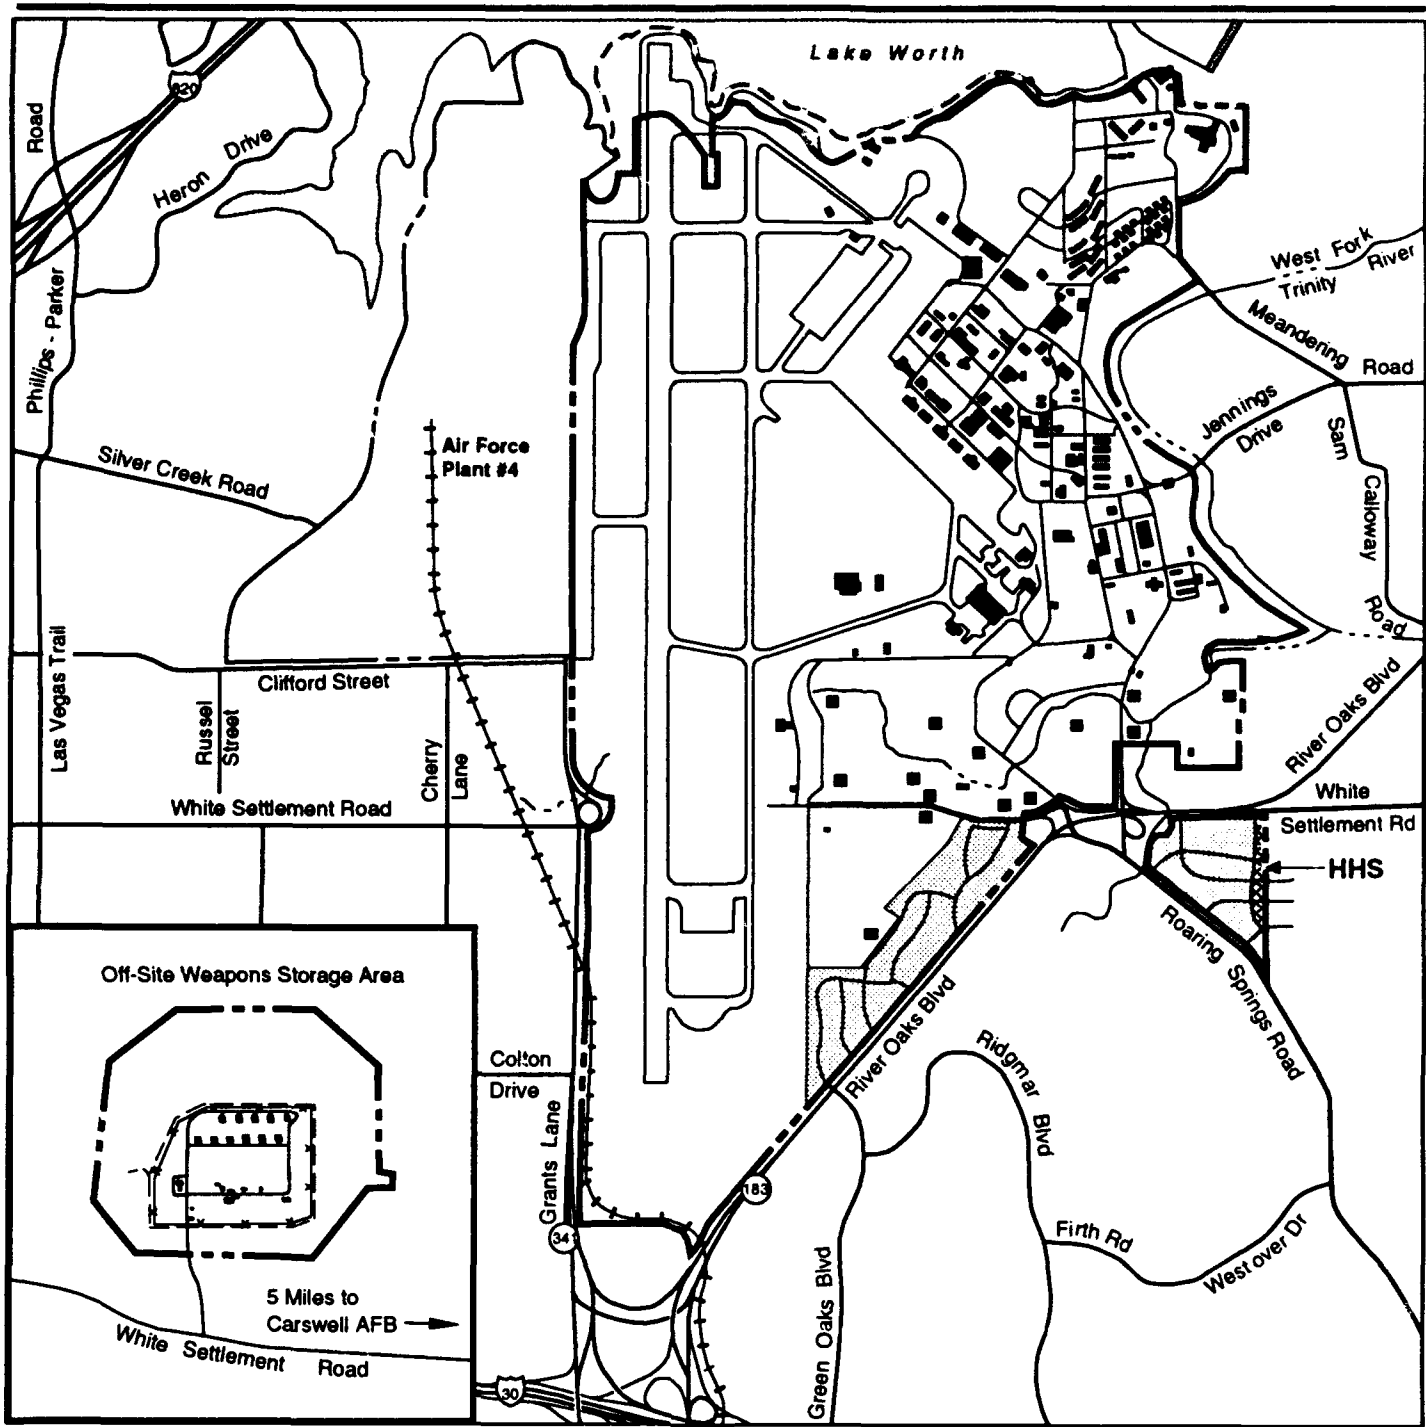 Lake Worth
820
Road
Heron Drive
West Fork
River
Trinity
Phillips - Parker
Meandering
Road
Jennings
Drive
Sam
Calloway
Road
Air Force
Plant #4
Silver Creek Road
Las Vegas Trail
Clifford Street
Russel
Street
Cherry
Lane
River Oaks Blvd
White Settlement Road
White
Settlement Rd
HHS
Roaring Springs Road
Off-Site Weapons Storage Area
River Oaks Blvd
Ridgmar Blvd
Colton
Drive
Grants Lane
183
34
Firth Rd
Westover Dr
Green Oaks Blvd
5 Miles to
Carswell AFB
White Settlement Road
30